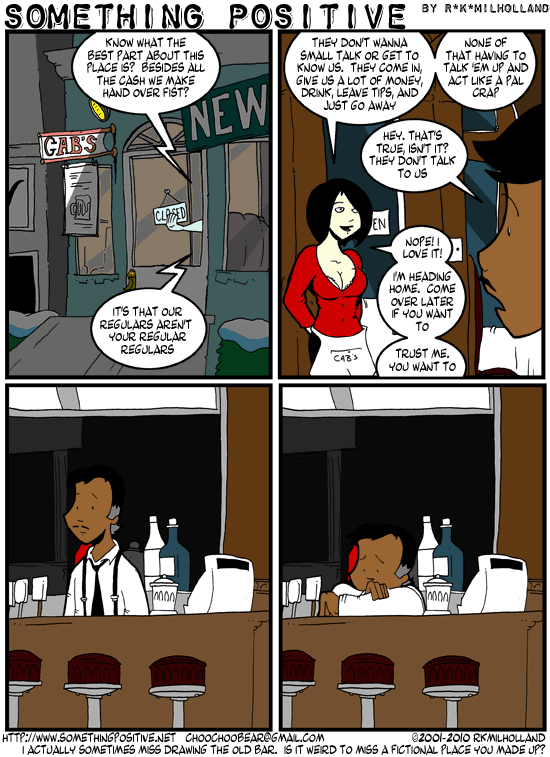 SOMETHING POSITIVE
BY R*K*MILHOLLAND
KNOW WHAT THE
BEST PART ABOUT THIS
PLACE IS? BESIDES ALL
THE CASH WE MAKE
HAND OVER FIST?
NEW
GAB'S
CLOSED
IT'S THAT OUR
REGULARS AREN'T
YOUR REGULAR
REGULARS
THEY DON'T WANNA
SMALL TALK OR GET TO
KNOW US. THEY COME IN,
GIVE US A LOT OF MONEY,
DRINK, LEAVE TIPS, AND
JUST GO AWAY
NONE OF
THAT HAVING TO
TALK 'EM UP AND
ACT LIKE A PAL
CRAP
HEY. THAT'S
TRUE, ISN'T IT?
THEY DON'T TALK
TO US
EN
NOPE! I
LOVE IT!
I'M HEADING
HOME. COME
OVER LATER
IF YOU WANT
TO
TRUST ME.
YOU WANT TO
GAB'S
HTTP://WWW.SOMETHINGPOSITIVE.NET CHOOCHOOBEAR@GMAIL.COM
©2001-2010 RKMILHOLLAND
I ACTUALLY SOMETIMES MISS DRAWING THE OLD BAR. IS IT WEIRD TO MISS A FICTIONAL PLACE YOU MADE UP?